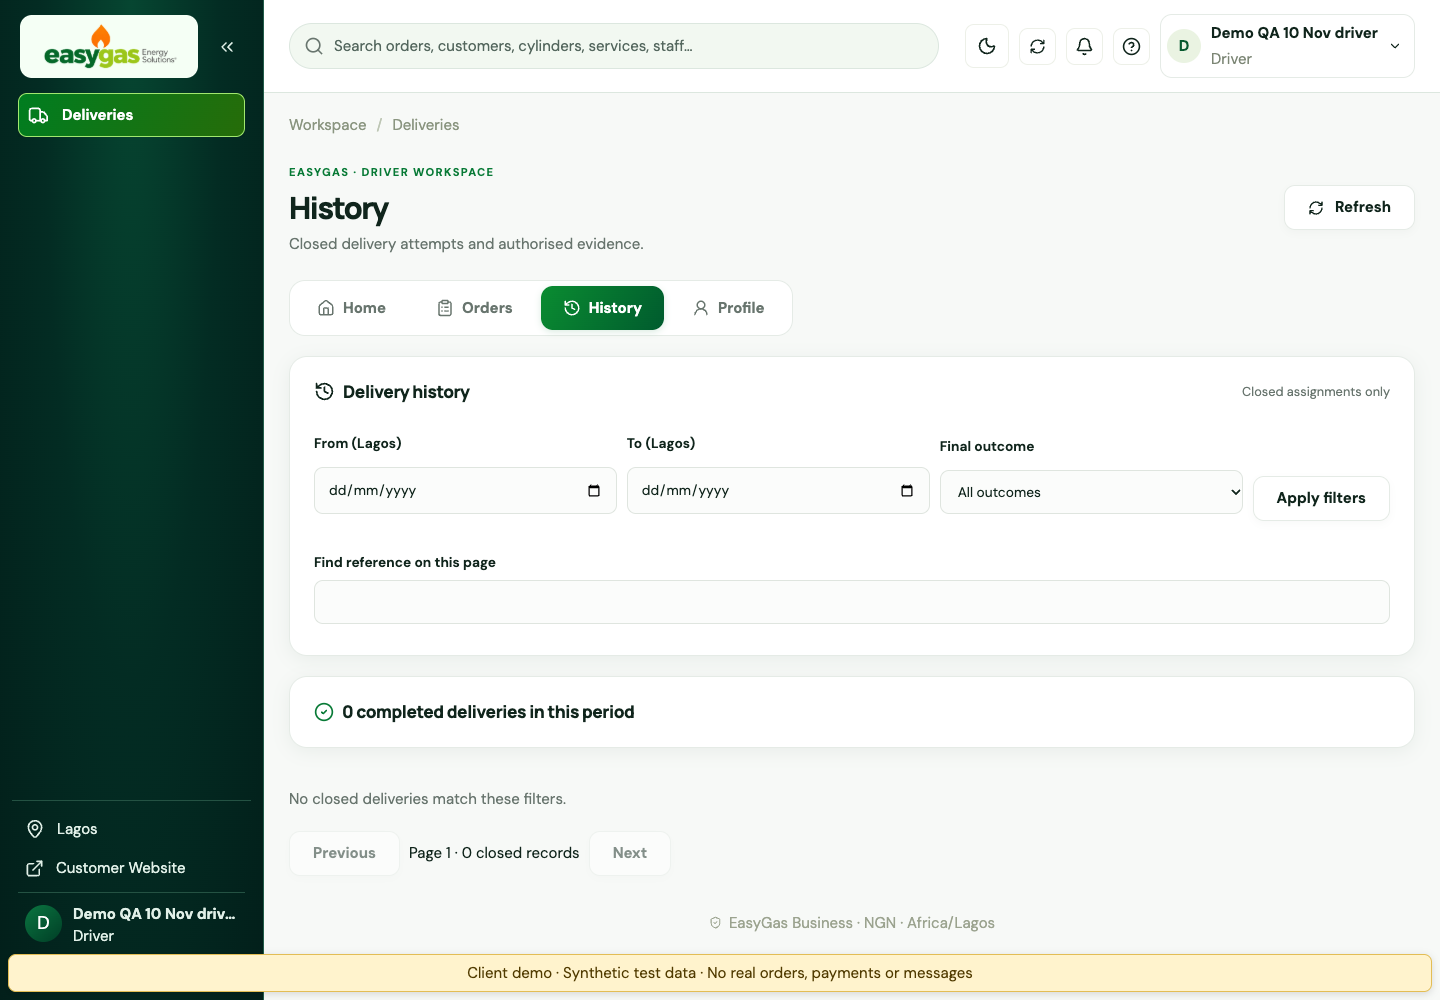 easygas Energy Solutions
Deliveries
Lagos
Customer Website
D
Demo QA 10 Nov driv...
Driver
Search orders, customers, cylinders, services, staff...
D
Demo QA 10 Nov driver
Driver
Workspace / Deliveries
EASYGAS · DRIVER WORKSPACE
History
Closed delivery attempts and authorised evidence.
Refresh
Home
Orders
History
Profile
Delivery history
Closed assignments only
From (Lagos)
To (Lagos)
Final outcome
dd/mm/yyyy
dd/mm/yyyy
All outcomes
Apply filters
Find reference on this page
0 completed deliveries in this period
No closed deliveries match these filters.
Previous
Page 1 · 0 closed records
Next
EasyGas Business · NGN · Africa/Lagos
Client demo · Synthetic test data · No real orders, payments or messages